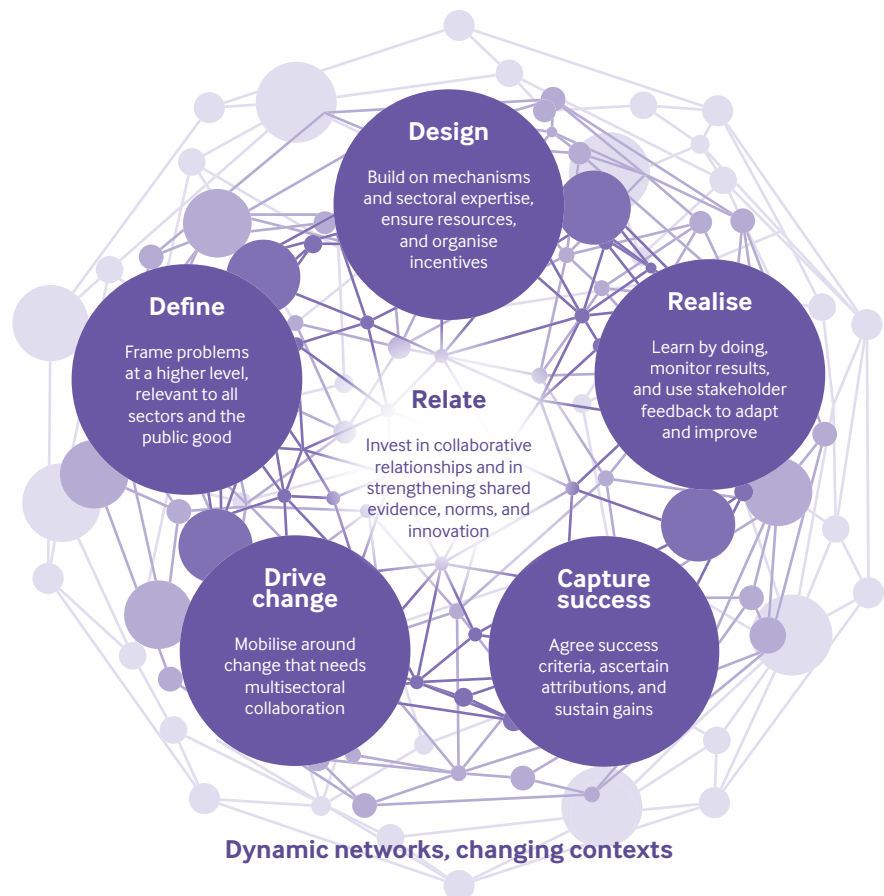 Design
Build on mechanisms
and sectoral expertise,
ensure resources,
and organise
incentives
Define
Frame problems
at a higher level,
relevant to all
sectors and the
public good
Realise
Learn by doing,
monitor results,
and use stakeholder
feedback to adapt
and improve
Relate
Invest in collaborative
relationships and in
strengthening shared
evidence, norms, and
innovation
Drive
change
Mobilise around
change that needs
multisectoral
collaboration
Capture
success
Agree success
criteria, ascertain
attributions, and
sustain gains
Dynamic networks, changing contexts